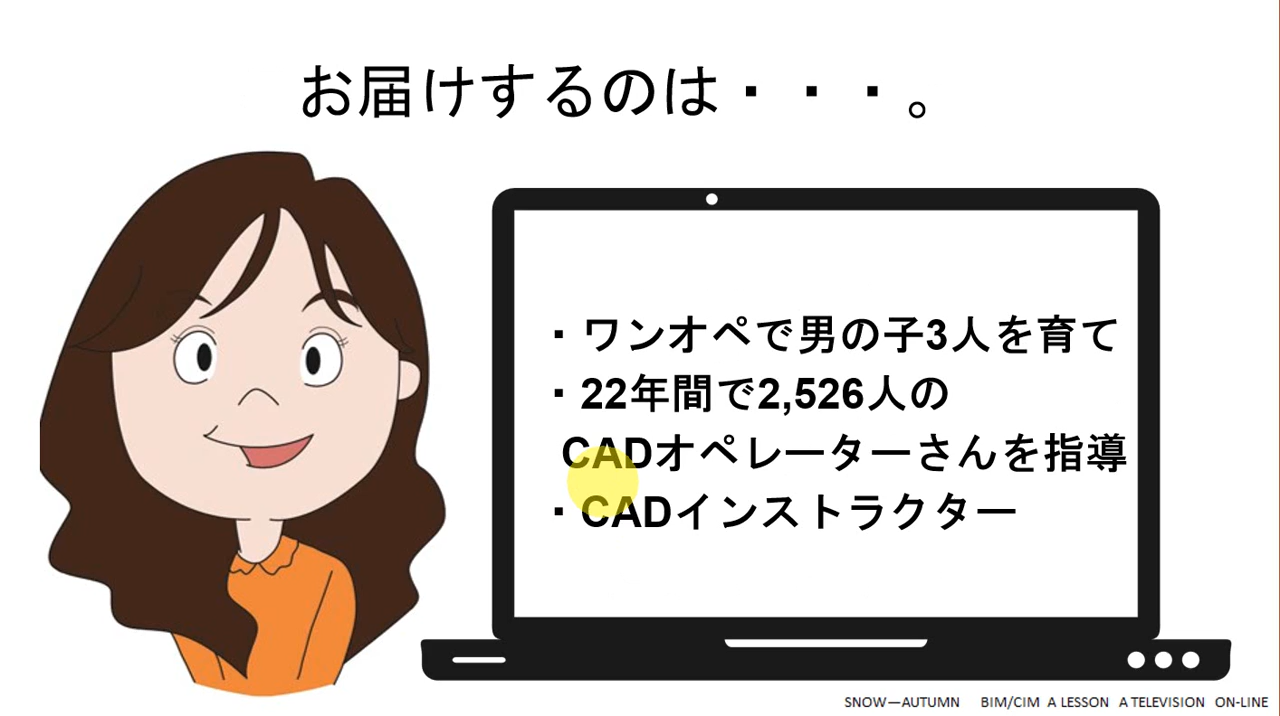 お届けするのは・・・。
・ワンオペで男の子3人を育て
・22年間で2,526人の
CADオペレーターさんを指導
・CADインストラクター
SNOW―AUTUMN BIM/CIM A LESSON A TELEVISION ON-LINE